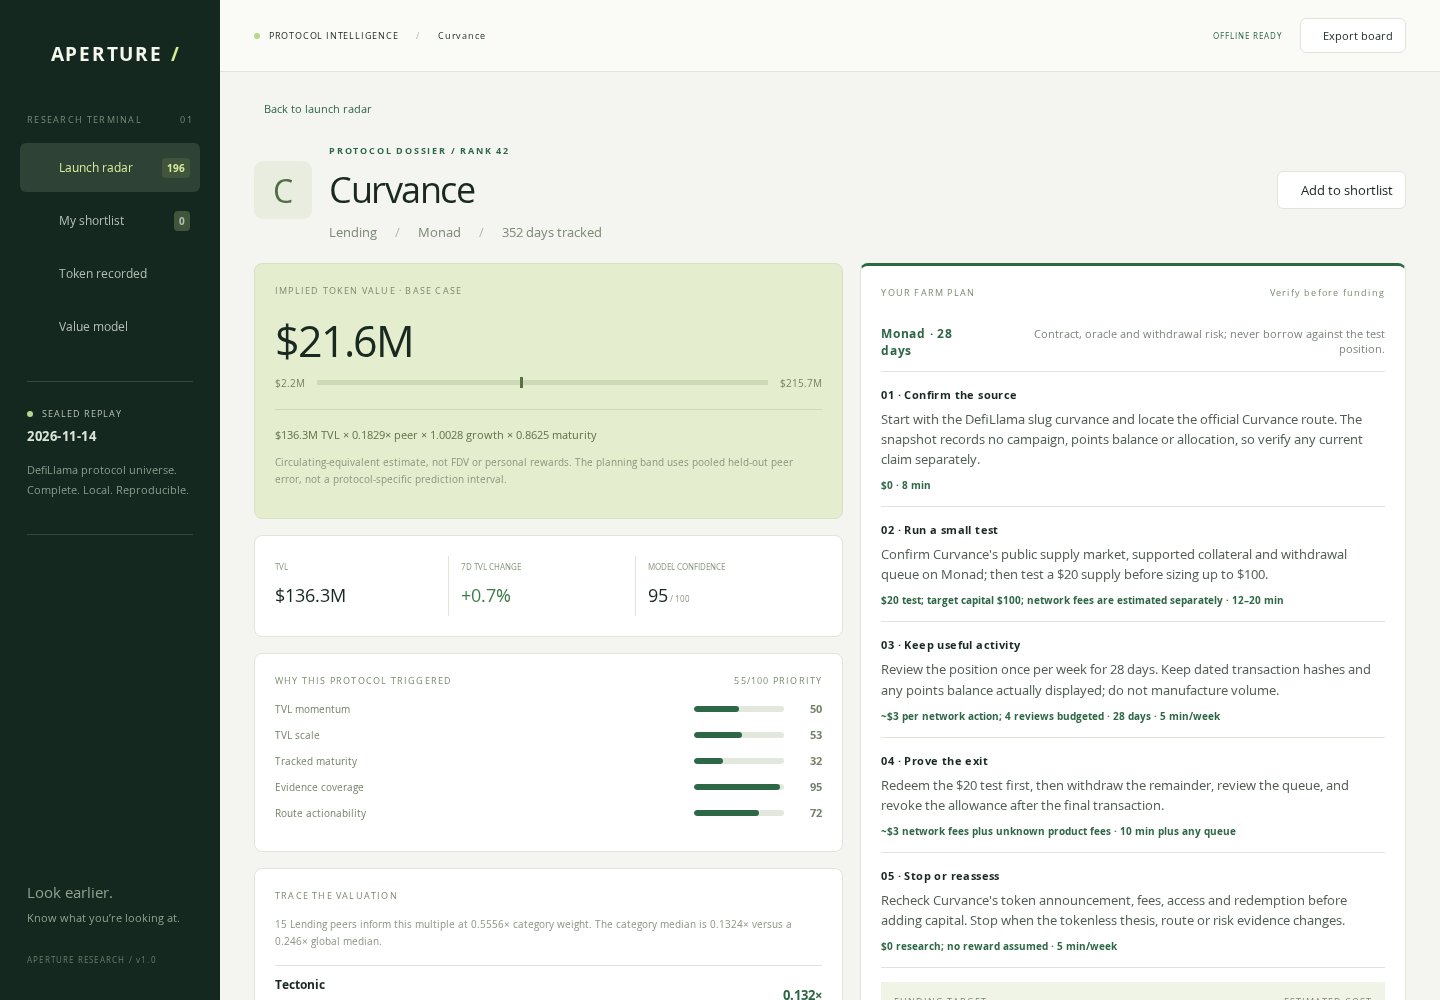 APERTURE /
RESEARCH TERMINAL 01
Launch radar 196
My shortlist 0
Token recorded
Value model
SEALED REPLAY
2026-11-14
DefiLlama protocol universe.
Complete. Local. Reproducible.
Look earlier.
Know what you’re looking at.
APERTURE RESEARCH / v1.0
PROTOCOL INTELLIGENCE / Curvance
OFFLINE READY
Export board
Back to launch radar
C
PROTOCOL DOSSIER / RANK 42
Curvance
Lending / Monad / 352 days tracked
Add to shortlist
IMPLIED TOKEN VALUE · BASE CASE
$21.6M
$2.2M $215.7M
$136.3M TVL × 0.1829× peer × 1.0028 growth × 0.8625 maturity
Circulating-equivalent estimate, not FDV or personal rewards. The planning band uses pooled held-out peer
error, not a protocol-specific prediction interval.
TVL
$136.3M
7D TVL CHANGE
+0.7%
MODEL CONFIDENCE
95 / 100
WHY THIS PROTOCOL TRIGGERED 55/100 PRIORITY
TVL momentum 50
TVL scale 53
Tracked maturity 32
Evidence coverage 95
Route actionability 72
TRACE THE VALUATION
15 Lending peers inform this multiple at 0.5556× category weight. The category median is 0.1324× versus a
0.246× global median.
Tectonic
0.132×
YOUR FARM PLAN Verify before funding
Monad · 28
days
Contract, oracle and withdrawal risk; never borrow against the test
position.
01 · Confirm the source
Start with the DefiLlama slug curvance and locate the official Curvance route. The
snapshot records no campaign, points balance or allocation, so verify any current
claim separately.
$0 · 8 min
02 · Run a small test
Confirm Curvance's public supply market, supported collateral and withdrawal
queue on Monad; then test a $20 supply before sizing up to $100.
$20 test; target capital $100; network fees are estimated separately · 12–20 min
03 · Keep useful activity
Review the position once per week for 28 days. Keep dated transaction hashes and
any points balance actually displayed; do not manufacture volume.
~$3 per network action; 4 reviews budgeted · 28 days · 5 min/week
04 · Prove the exit
Redeem the $20 test first, then withdraw the remainder, review the queue, and
revoke the allowance after the final transaction.
~$3 network fees plus unknown product fees · 10 min plus any queue
05 · Stop or reassess
Recheck Curvance's token announcement, fees, access and redemption before
adding capital. Stop when the tokenless thesis, route or risk evidence changes.
$0 research; no reward assumed · 5 min/week
FUNDING TARGET ESTIMATED COST